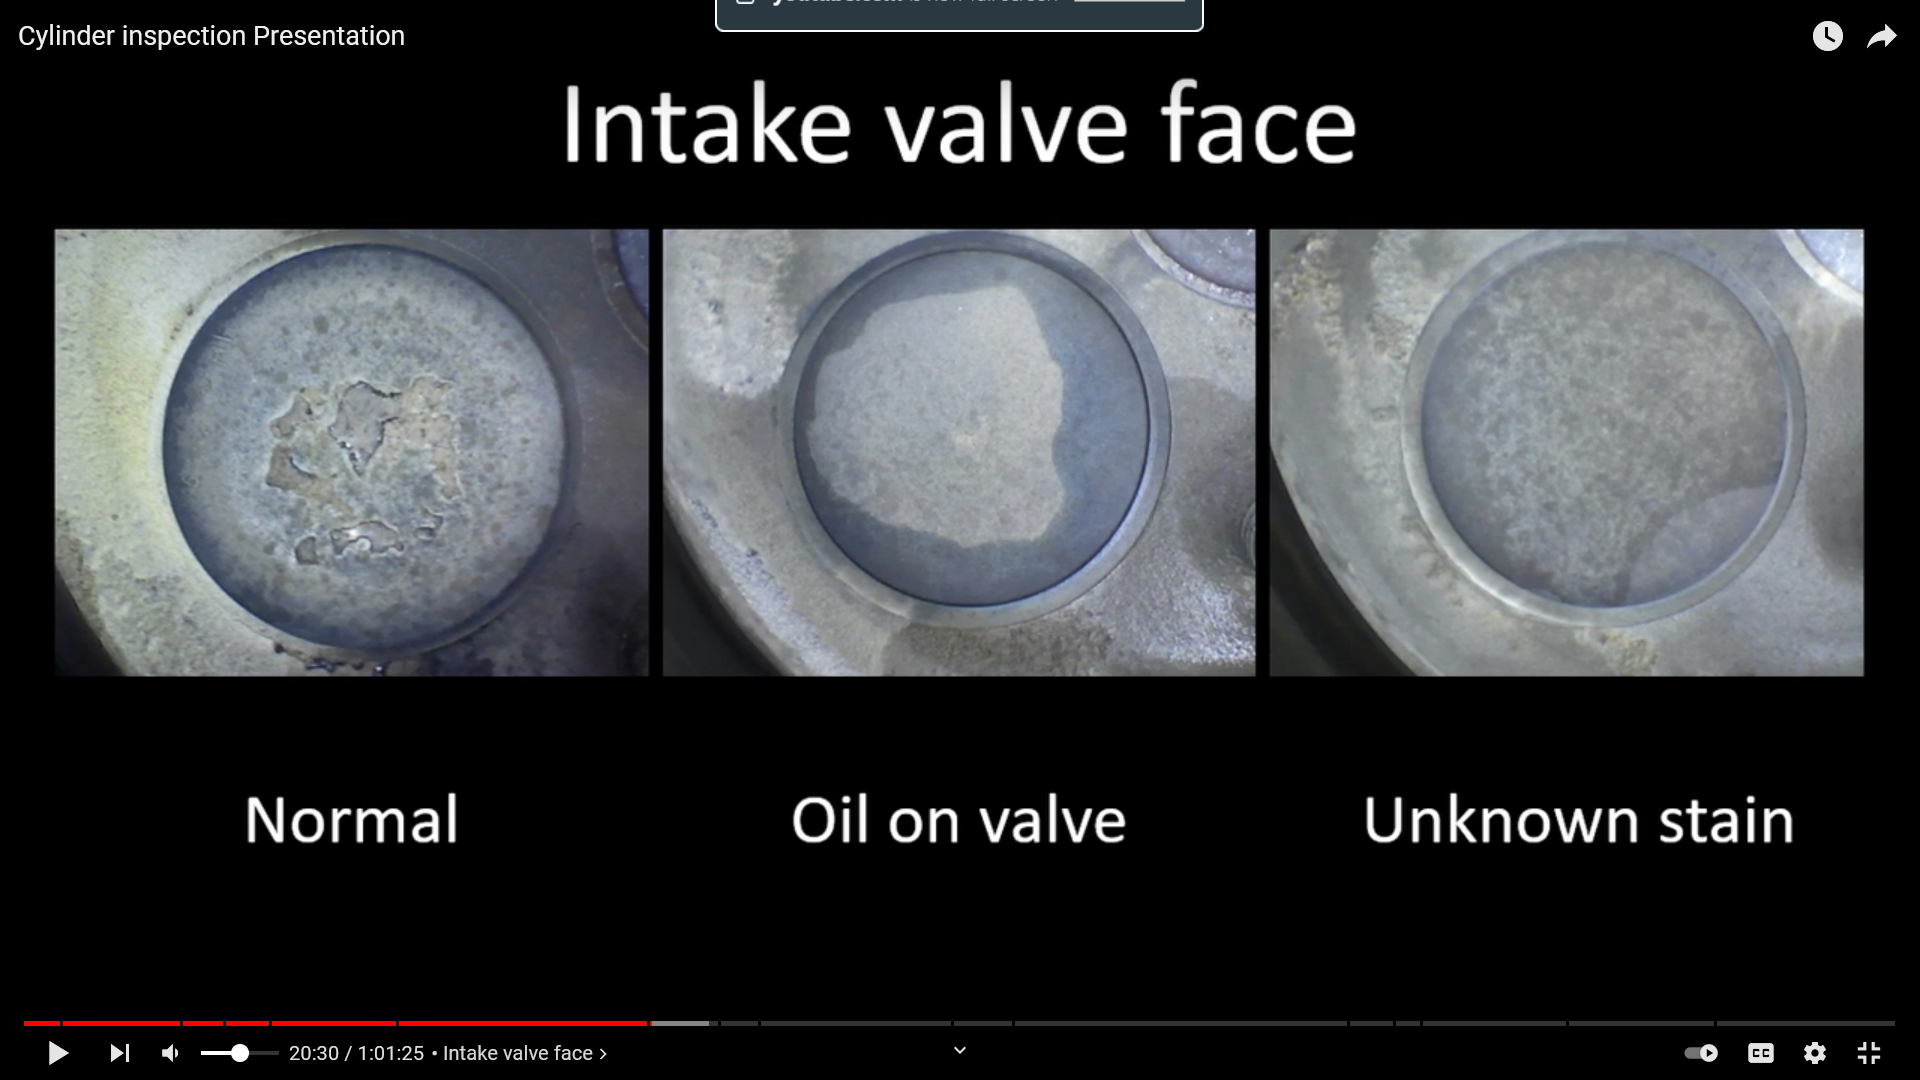 Cylinder inspection Presentation
Intake valve face
Normal
Oil on valve
Unknown stain
20:30 / 1:01:25 • Intake valve face
CC